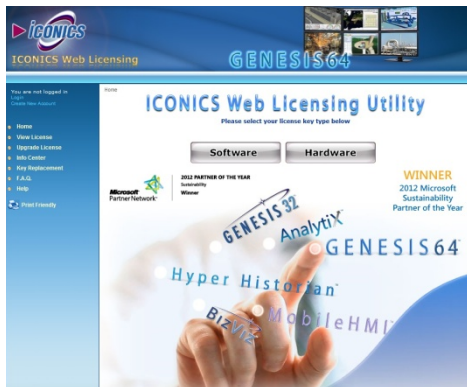 ICONICS
ICONICS Web Licensing
GENESIS64
You are not logged in
Login
Create New Account
Home
View License
Upgrade License
Info Center
Key Replacement
F.A.Q.
Help
Print Friendly
Home
ICONICS Web Licensing Utility
Please select your license key type below
Software
Hardware
Microsoft
Partner Network
2012 PARTNER OF THE YEAR
Sustainability
Winner
WINNER
2012 Microsoft
Sustainability
Partner of the Year
GENESIS32
AnalytiX
GENESIS64
Hyper Historian
MobileHMI
BizViz